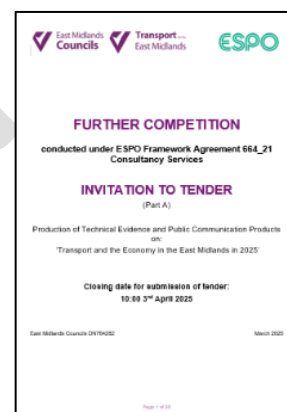 East Midlands
Councils
Transport for the
East Midlands
ESPO
FURTHER COMPETITION
conducted under ESPO Framework Agreement 664_21
Consultancy Services
INVITATION TO TENDER
(Part A)
Production of Technical Evidence and Public Communication Products
on:
'Transport and the Economy in the East Midlands in 2025'
Closing date for submission of tender:
10:00 3rd April 2025
East Midlands Councils
March 2025